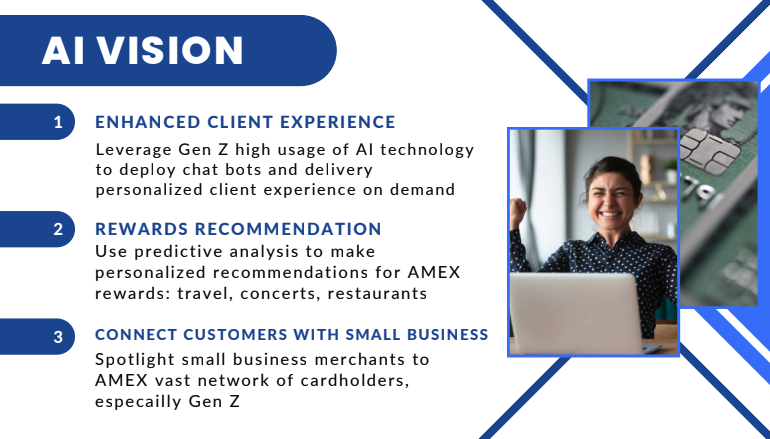 AI VISION
1
ENHANCED CLIENT EXPERIENCE
Leverage Gen Z high usage of AI technology
to deploy chat bots and delivery
personalized client experience on demand
2
REWARDS RECOMMENDATION
Use predictive analysis to make
personalized recommendations for AMEX
rewards: travel, concerts, restaurants
3
CONNECT CUSTOMERS WITH SMALL BUSINESS
Spotlight small business merchants to
AMEX vast network of cardholders,
especailly Gen Z